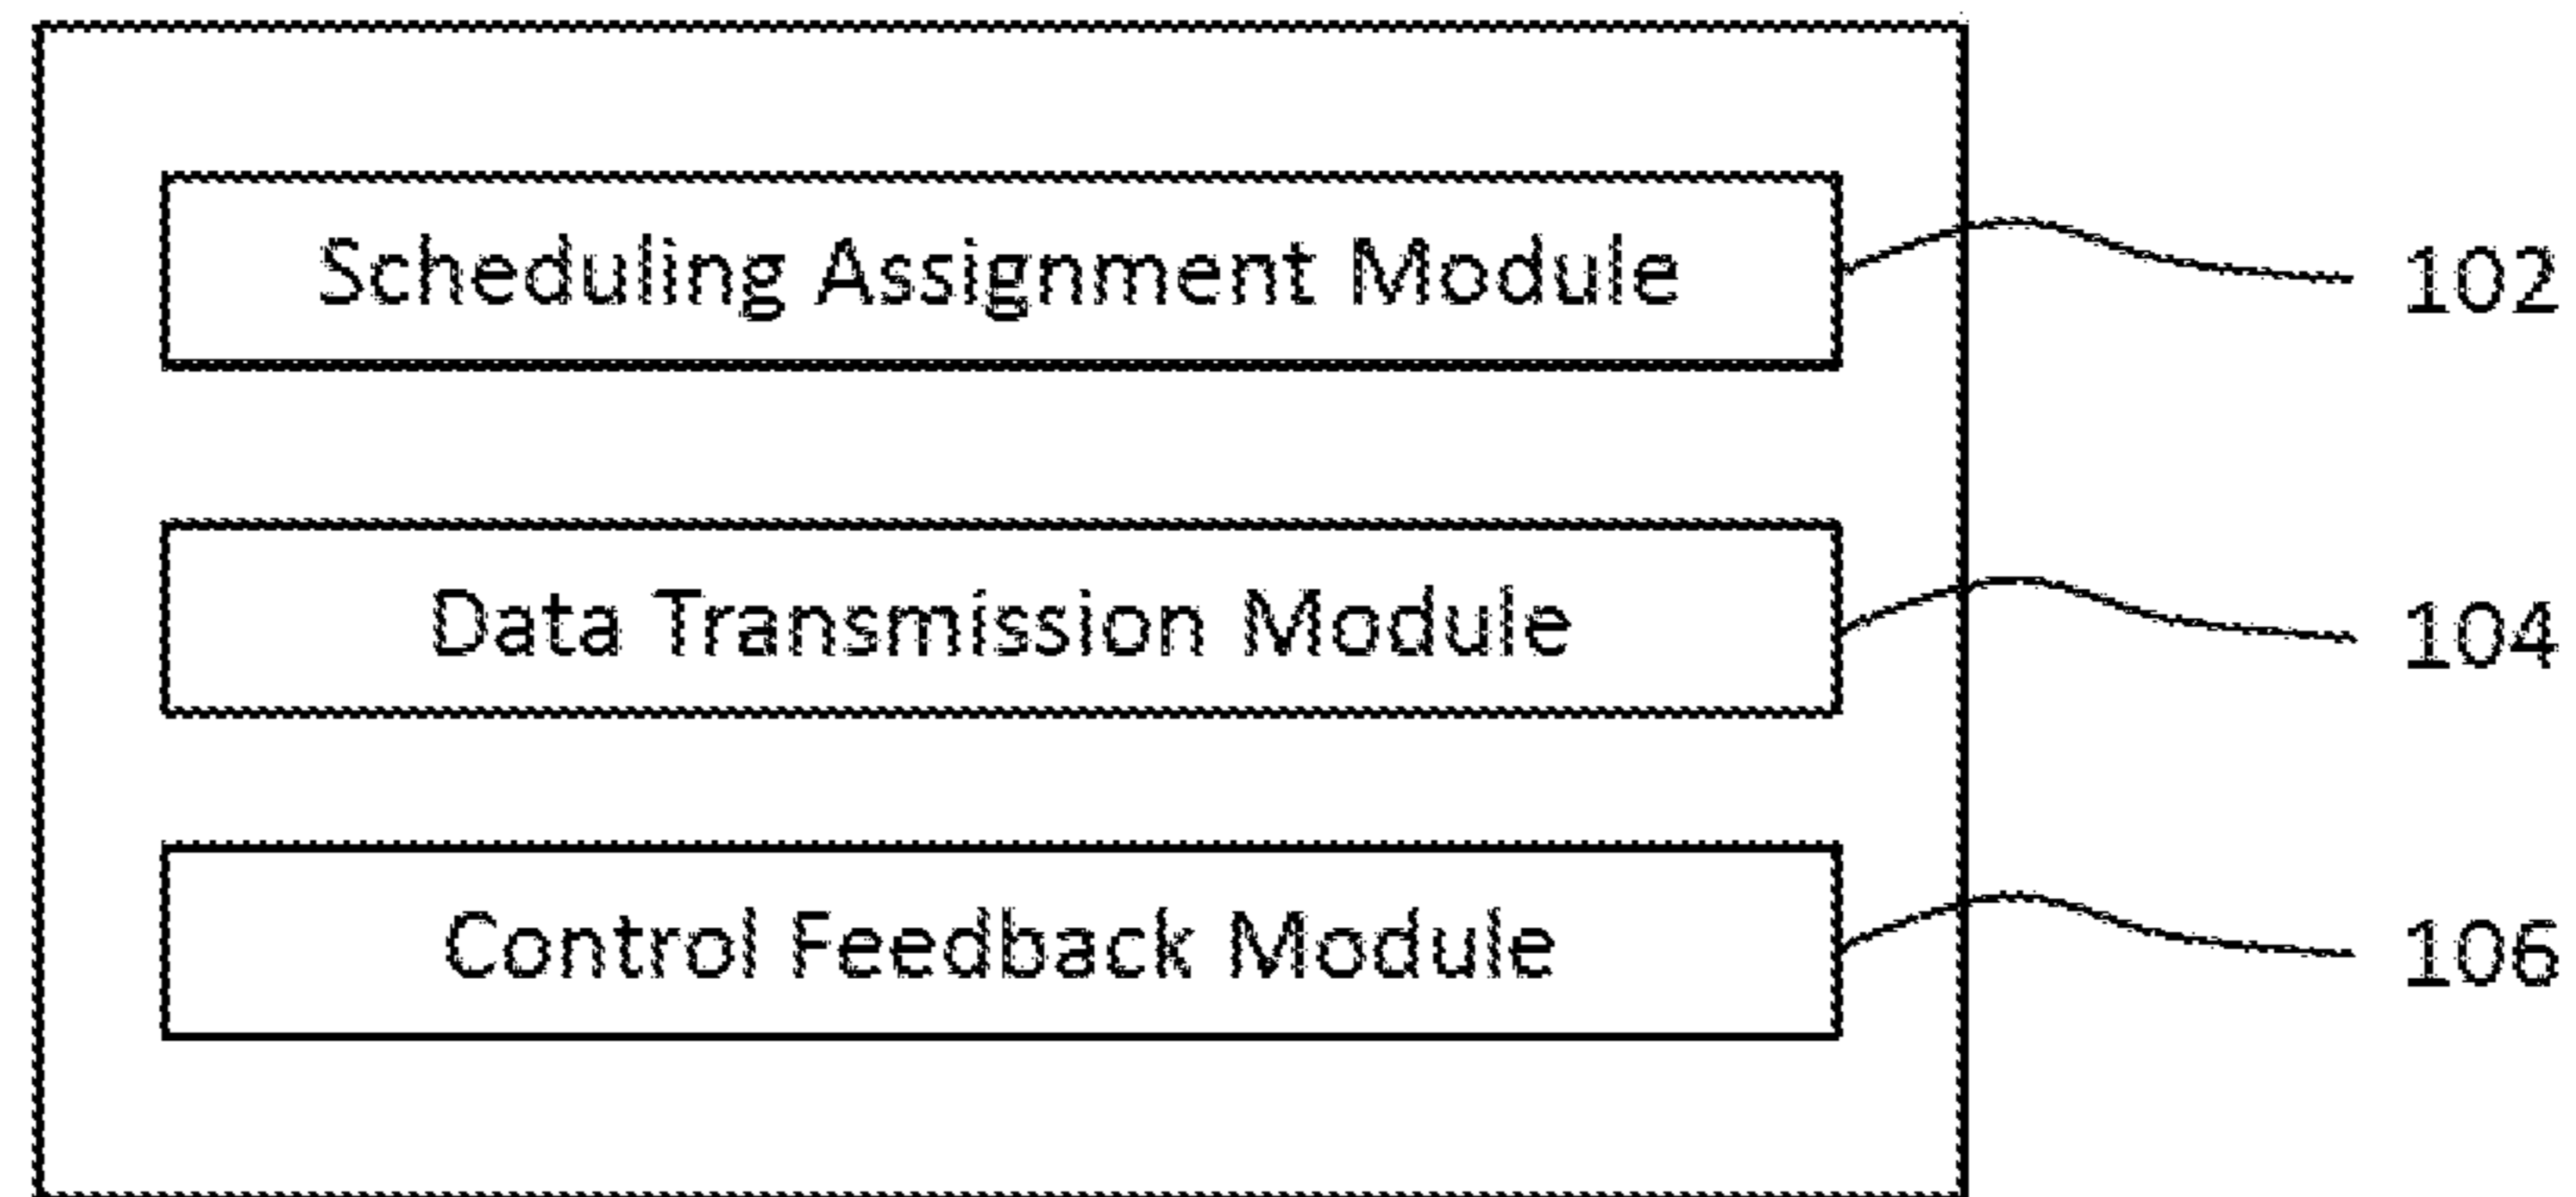 Scheduling Assignment Module 102
Data Transmission Module 104
Control Feedback Module 106